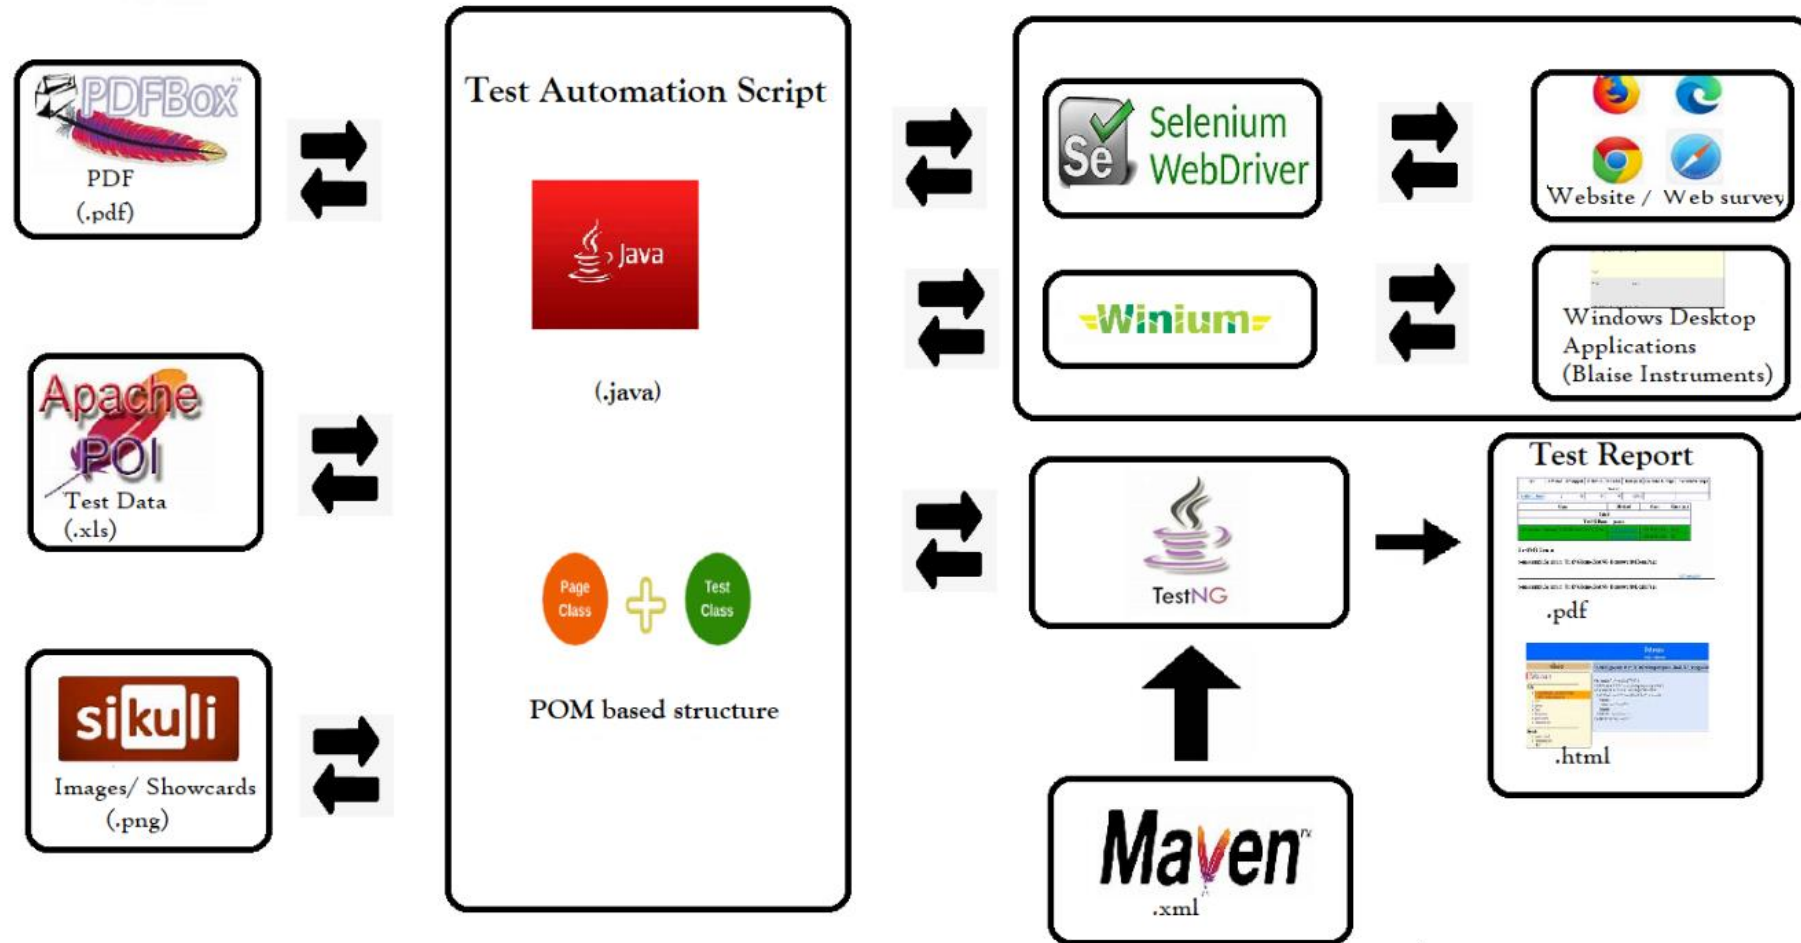 PDFBox
PDF
(.pdf)
Apache
POI
Test Data
(.xls)
sikuli
Images/ Showcards
(.png)
Test Automation Script
Java
(.java)
Page
Class
Test
Class
POM based structure
Se
Selenium
WebDriver
Website / Web survey
Winium
Windows Desktop
Applications
(Blaise Instruments)
TestNG
Maven
.xml
Test Report
.pdf
.html